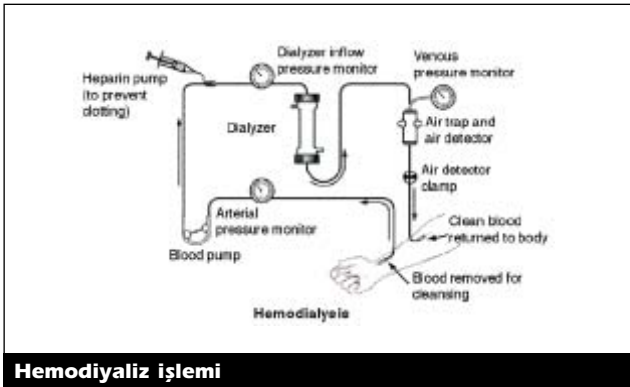 Dialyzer inflow
pressure monitor
Venous
pressure monitor
Heparin pump
(to prevent
clotting)
Dialyzer
Air trap and
air detector
Air detector
clamp
Arterial
pressure monitor
Blood pump
Clean blood
returned to body
Blood removed for
cleansing
Hemodialysis
Hemodiyaliz işlemi